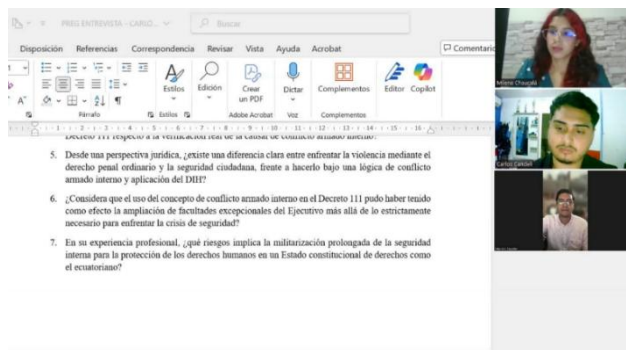 PREG ENTREVISTA - CARLO...
Buscar
Disposición Referencias Correspondencia Revisar Vista Ayuda Acrobat
Comentario
Estilos
Edición
Crear un PDF
Dictar
Complementos
Editor
Copilot
Párrafo
Estilos
Adobe Acrobat
Voz
Complementos
Decreto 111 respecto a la verificación real de la causal de conflicto armado interno?
5. Desde una perspectiva jurídica, ¿existe una diferencia clara entre enfrentar la violencia mediante el
derecho penal ordinario y la seguridad ciudadana, frente a hacerlo bajo una lógica de conflicto
armado interno y aplicación del DIH?
6. ¿Considera que el uso del concepto de conflicto armado interno en el Decreto 111 pudo haber tenido
como efecto la ampliación de facultades excepcionales del Ejecutivo más allá de lo estrictamente
necesario para enfrentar la crisis de seguridad?
7. En su experiencia profesional, ¿qué riesgos implica la militarización prolongada de la seguridad
interna para la protección de los derechos humanos en un Estado constitucional de derechos como
el ecuatoriano?